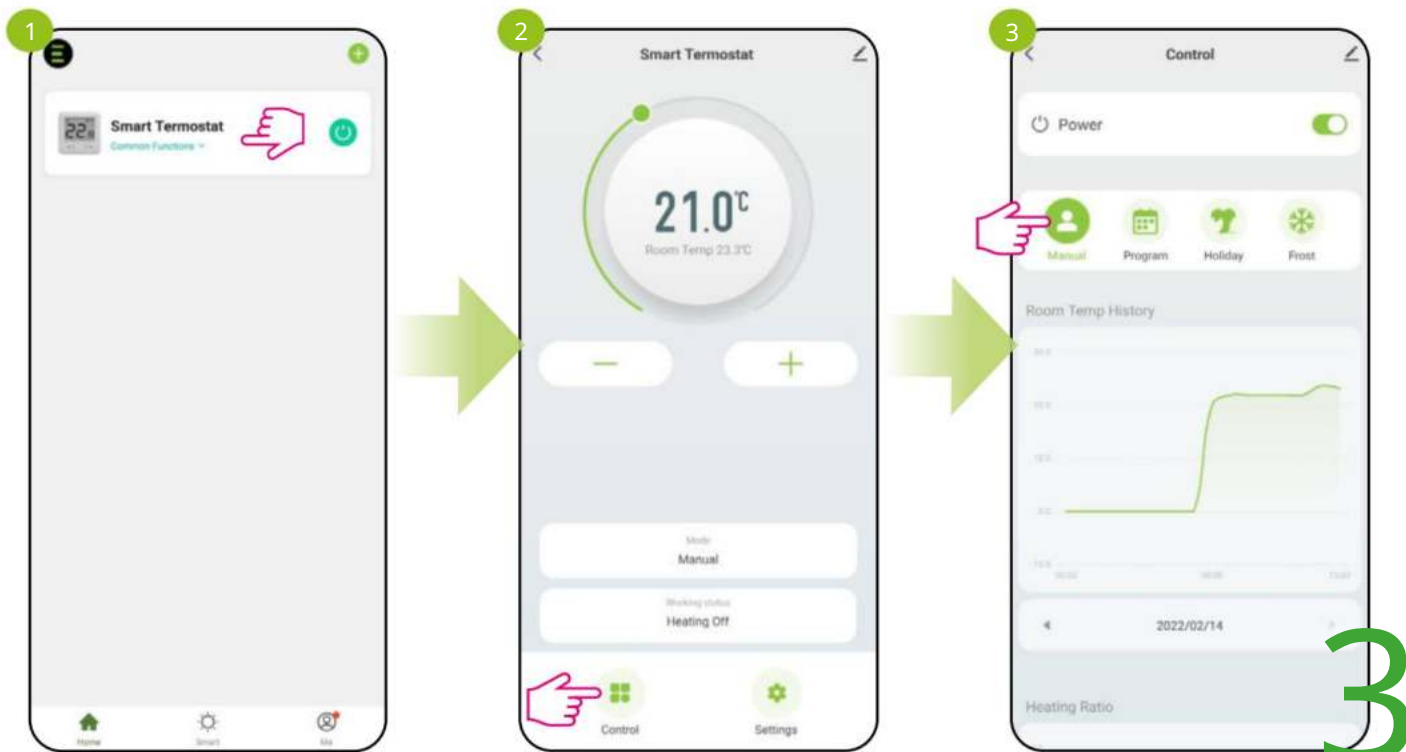 1
22
Smart Termostat
Common Functions
Home
Smart
Me
2
Smart Termostat
21.0°C
Room Temp 23.3°C
−
+
Mode
Manual
Working status
Heating Off
Control
Settings
3
Control
Power
Manual
Program
Holiday
Frost
Room Temp History
2022/02/14
Heating Ratio
3